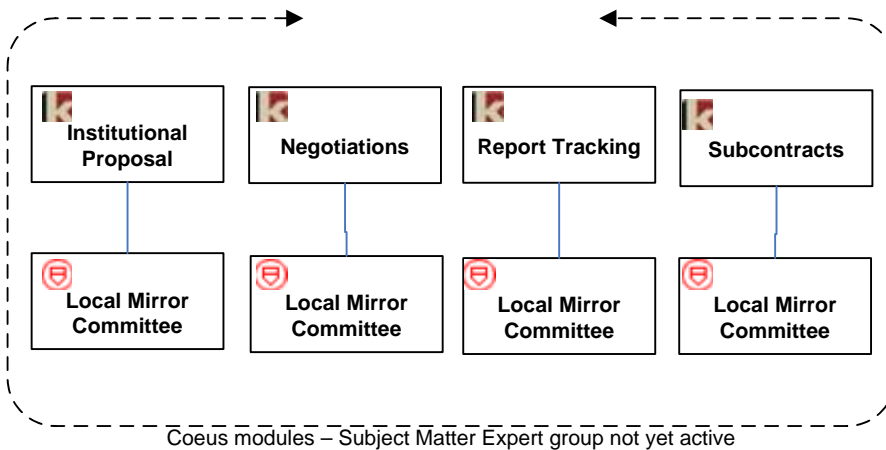 Institutional
Proposal
Negotiations
Report Tracking
Subcontracts
Local Mirror
Committee
Local Mirror
Committee
Local Mirror
Committee
Local Mirror
Committee
Coeus modules – Subject Matter Expert group not yet active